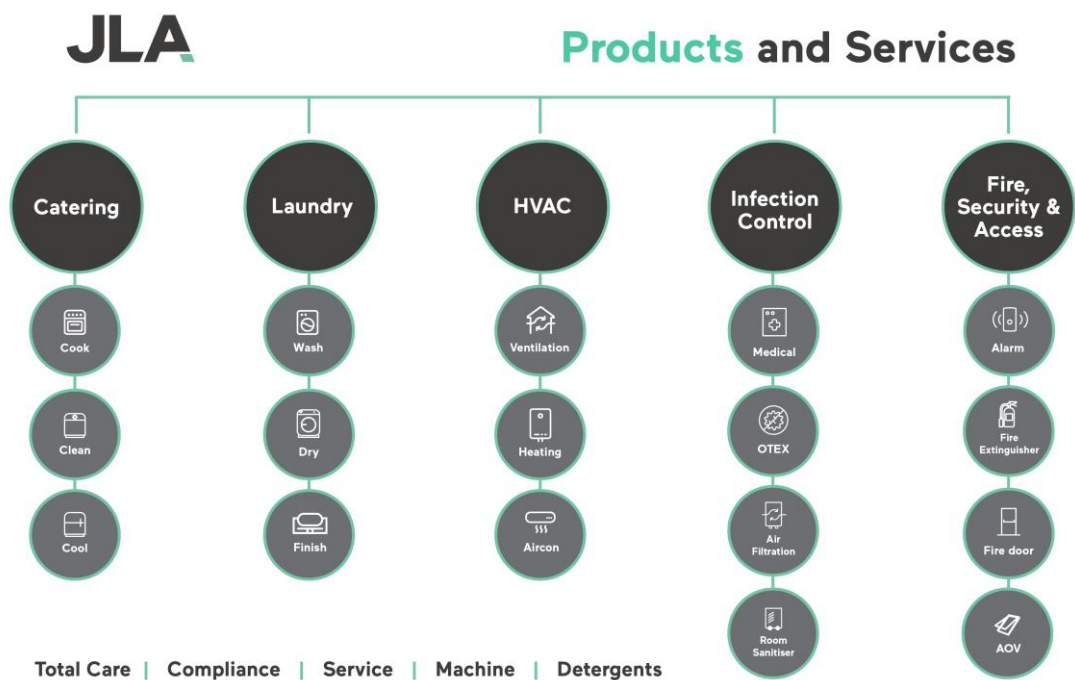 JLA
Products and Services
Catering
Cook
Clean
Cool
Laundry
Wash
Dry
Finish
HVAC
Ventilation
Heating
Aircon
Infection
Control
Medical
OTEX
Air
Filtration
Room
Sanitiser
Fire,
Security &
Access
Alarm
Fire
Extinguisher
Fire door
AOV
Total Care | Compliance | Service | Machine | Detergents